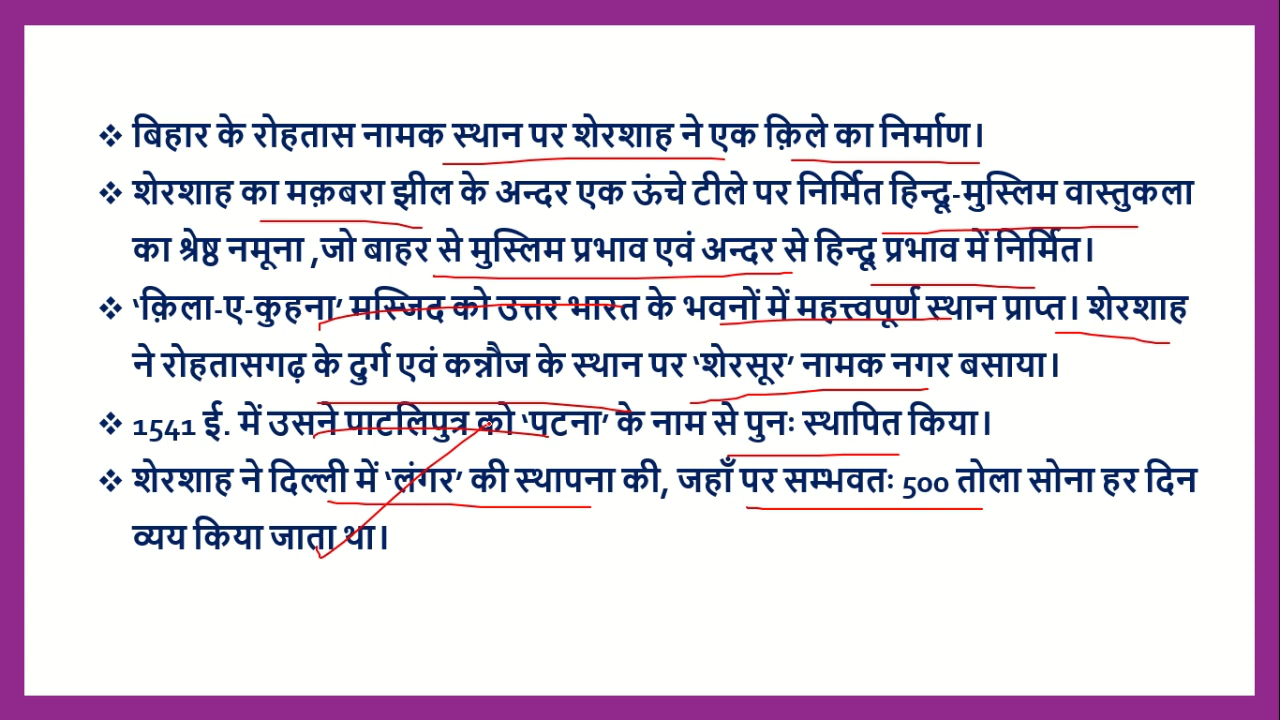 ❖ बिहार के रोहतास नामक स्थान पर शेरशाह ने एक क़िले का निर्माण।
❖ शेरशाह का मक़बरा झील के अन्दर एक ऊंचे टीले पर निर्मित हिन्दू-मुस्लिम वास्तुकला
का श्रेष्ठ नमूना ,जो बाहर से मुस्लिम प्रभाव एवं अन्दर से हिन्दू प्रभाव में निर्मित।
❖ ‘क़िला-ए-कुहना’ मस्जिद को उत्तर भारत के भवनों में महत्त्वपूर्ण स्थान प्राप्त। शेरशाह
ने रोहतासगढ़ के दुर्ग एवं कन्नौज के स्थान पर ‘शेरसूर’ नामक नगर बसाया।
❖ 1541 ई. में उसने पाटलिपुत्र को ‘पटना’ के नाम से पुनः स्थापित किया।
❖ शेरशाह ने दिल्ली में ‘लंगर’ की स्थापना की, जहाँ पर सम्भवतः 500 तोला सोना हर दिन
व्यय किया जाता था।